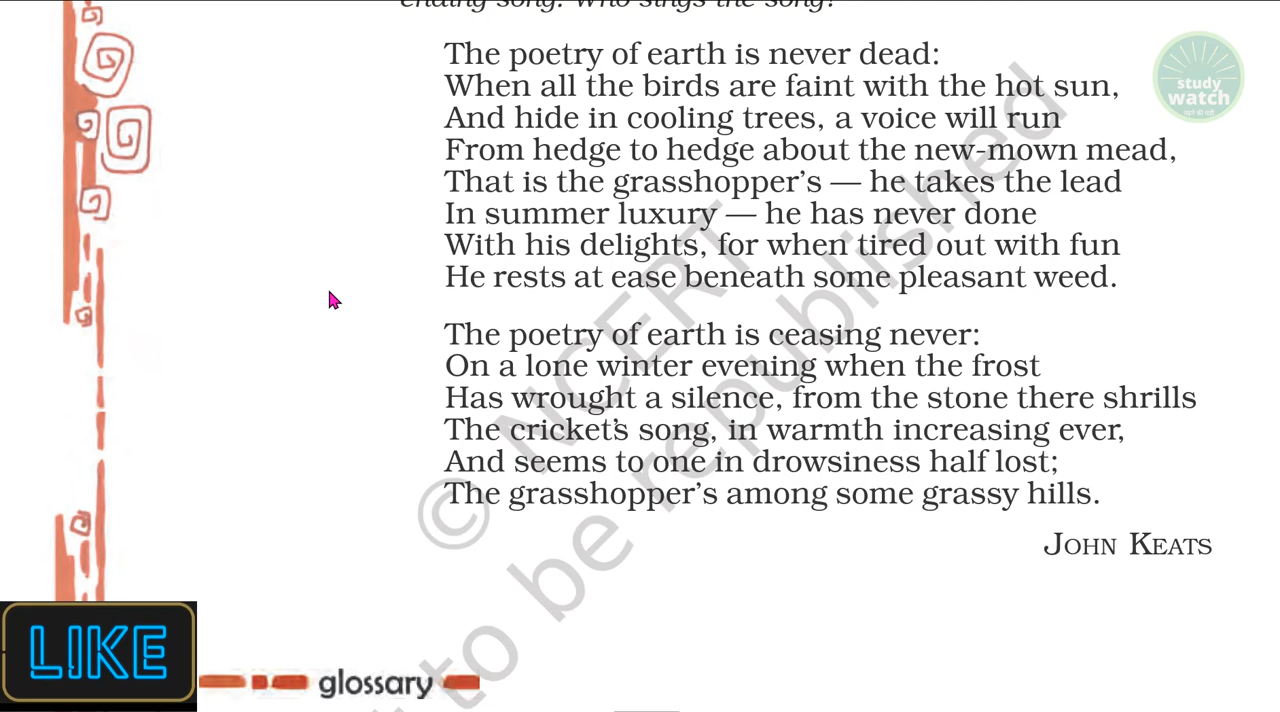 ending song. Who sings the song?
The poetry of earth is never dead:
When all the birds are faint with the hot sun,
And hide in cooling trees, a voice will run
From hedge to hedge about the new-mown mead,
That is the grasshopper’s — he takes the lead
In summer luxury — he has never done
With his delights, for when tired out with fun
He rests at ease beneath some pleasant weed.
The poetry of earth is ceasing never:
On a lone winter evening when the frost
Has wrought a silence, from the stone there shrills
The cricket’s song, in warmth increasing ever,
And seems to one in drowsiness half lost;
The grasshopper’s among some grassy hills.
JOHN KEATS
glossary
LIKE
study
watch
© NCERT
to be republished